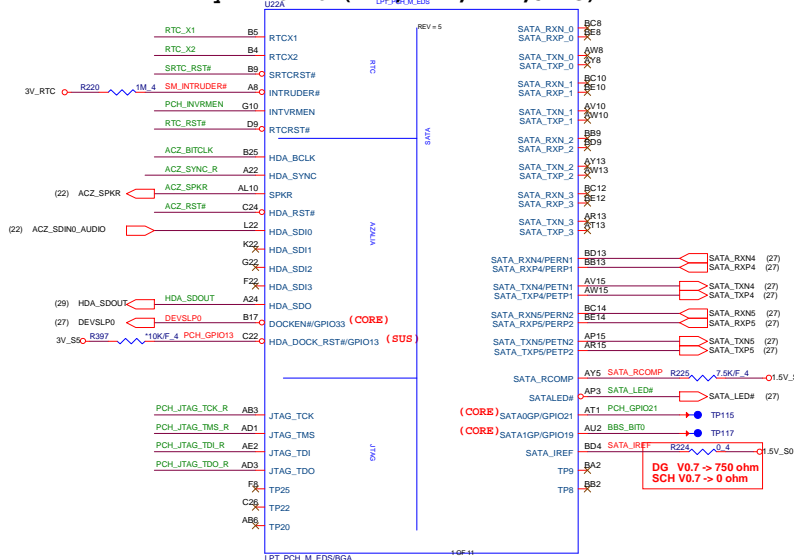 U22A
LPT_PCH_M_EDS
REV = 5
RTC_X1 B5 RTCX1
RTC_X2 B4 RTCX2
SRTC_RST# B9 SRTCRST#
3V_RTC R220 1M_4 SM_INTRUDER# A8 INTRUDER#
PCH_INVRMEN G10 INTVRMEN
RTC_RST# D9 RTCRST#
RTC
ACZ_BITCLK B25 HDA_BCLK
ACZ_SYNC_R A22 HDA_SYNC
(22) ACZ_SPKR ACZ_SPKR AL10 SPKR
ACZ_RST# C24 HDA_RST#
(22) ACZ_SDIN0_AUDIO L22 HDA_SDI0
K22 HDA_SDI1
G22 HDA_SDI2
F22 HDA_SDI3
(29) HDA_SDOUT HDA_SDOUT A24 HDA_SDO
(27) DEVSLP0 DEVSLP0 B17 DOCKEN#/GPIO33 (CORE)
3V_S5 R397 *10K/F_4 PCH_GPIO13 C22 HDA_DOCK_RST#/GPIO13 (SUS)
AZALIA
PCH_JTAG_TCK_R AB3 JTAG_TCK
PCH_JTAG_TMS_R AD1 JTAG_TMS
PCH_JTAG_TDI_R AE2 JTAG_TDI
PCH_JTAG_TDO_R AD3 JTAG_TDO
F8 TP25
C26 TP22
AB6 TP20
JTAG
SATA
SATA_RXN_0 BC8
SATA_RXP_0 BE8
SATA_TXN_0 AW8
SATA_TXP_0 AY8
SATA_RXN_1 BC10
SATA_RXP_1 BE10
SATA_TXN_1 AV10
SATA_TXP_1 AW10
SATA_RXN_2 BB9
SATA_RXP_2 BD9
SATA_TXN_2 AY13
SATA_TXP_2 AW13
SATA_RXN_3 BC12
SATA_RXP_3 BE12
SATA_TXN_3 AR13
SATA_TXP_3 AT13
SATA_RXN4/PERN1 BD13 SATA_RXN4 (27)
SATA_RXP4/PERP1 BB13 SATA_RXP4 (27)
SATA_TXN4/PETN1 AV15 SATA_TXN4 (27)
SATA_TXP4/PETP1 AW15 SATA_TXP4 (27)
SATA_RXN5/PERN2 BC14 SATA_RXN5 (27)
SATA_RXP5/PERP2 BE14 SATA_RXP5 (27)
SATA_TXN5/PETN2 AP15 SATA_TXN5 (27)
SATA_TXP5/PETP2 AR15 SATA_TXP5 (27)
SATA_RCOMP AY5 SATA_RCOMP R225 7.5K/F_4
SATALED# AP3 SATA_LED# SATA_LED# (27)
(CORE) SATA0GP/GPIO21 AT1 PCH_GPIO21 TP115
(CORE) SATA1GP/GPIO19 AU2 BBS_BIT0 TP117
SATA_IREF BD4 SATA_IREF R224 0_4 1.5V_S0
TP9 BA2
TP8 BB2
DG V0.7 -> 750 ohm
SCH V0.7 -> 0 ohm
LPT_PCH_M_EDS/BGA
1 OF 11